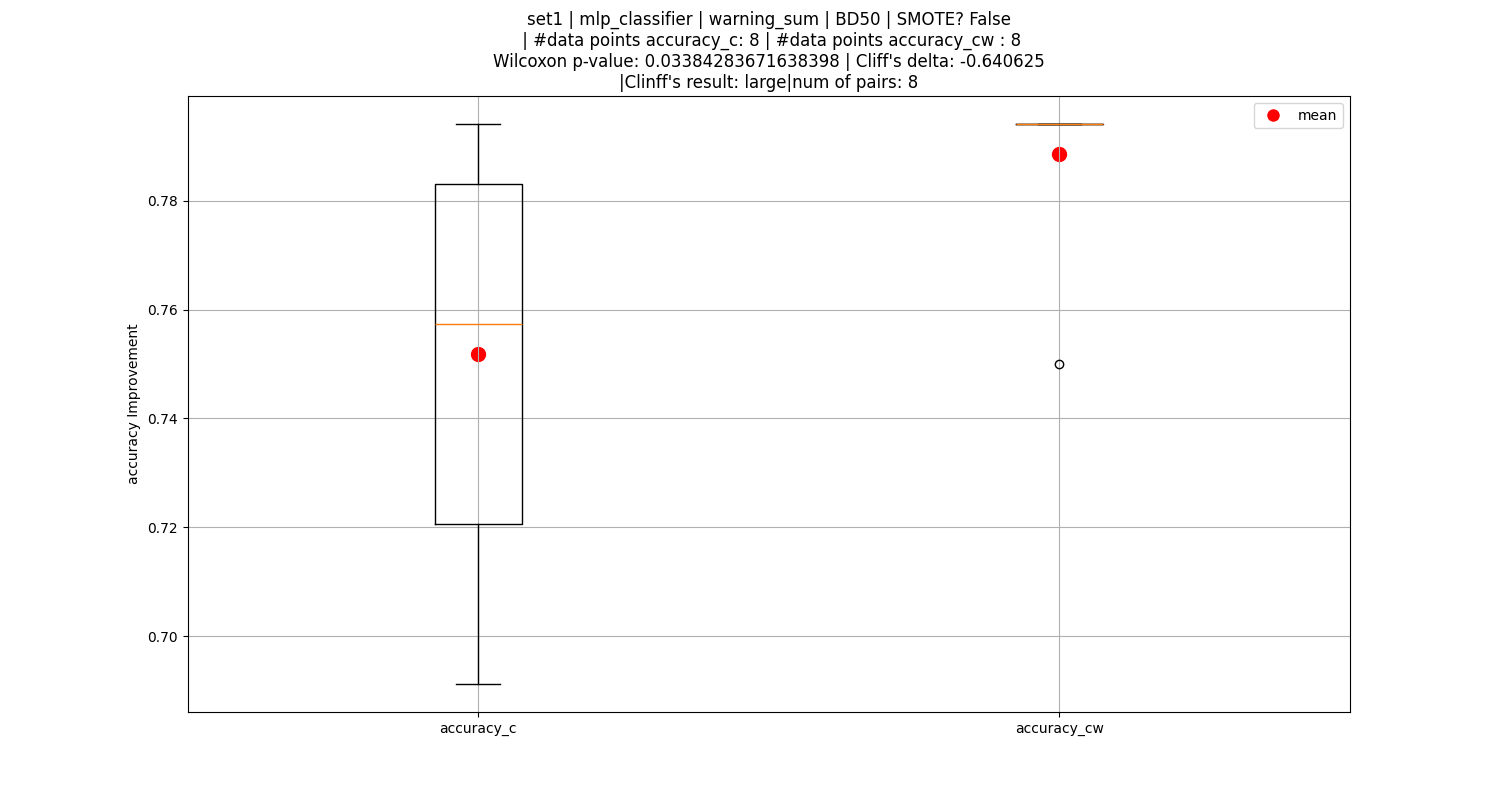 set1 | mlp_classifier | warning_sum | BD50 | SMOTE? False
| #data points accuracy_c: 8 | #data points accuracy_cw : 8
Wilcoxon p-value: 0.03384283671638398 | Cliff's delta: -0.640625
|Clinff's result: large|num of pairs: 8
mean
0.78
0.76
0.74
0.72
0.70
accuracy Improvement
accuracy_c
accuracy_cw